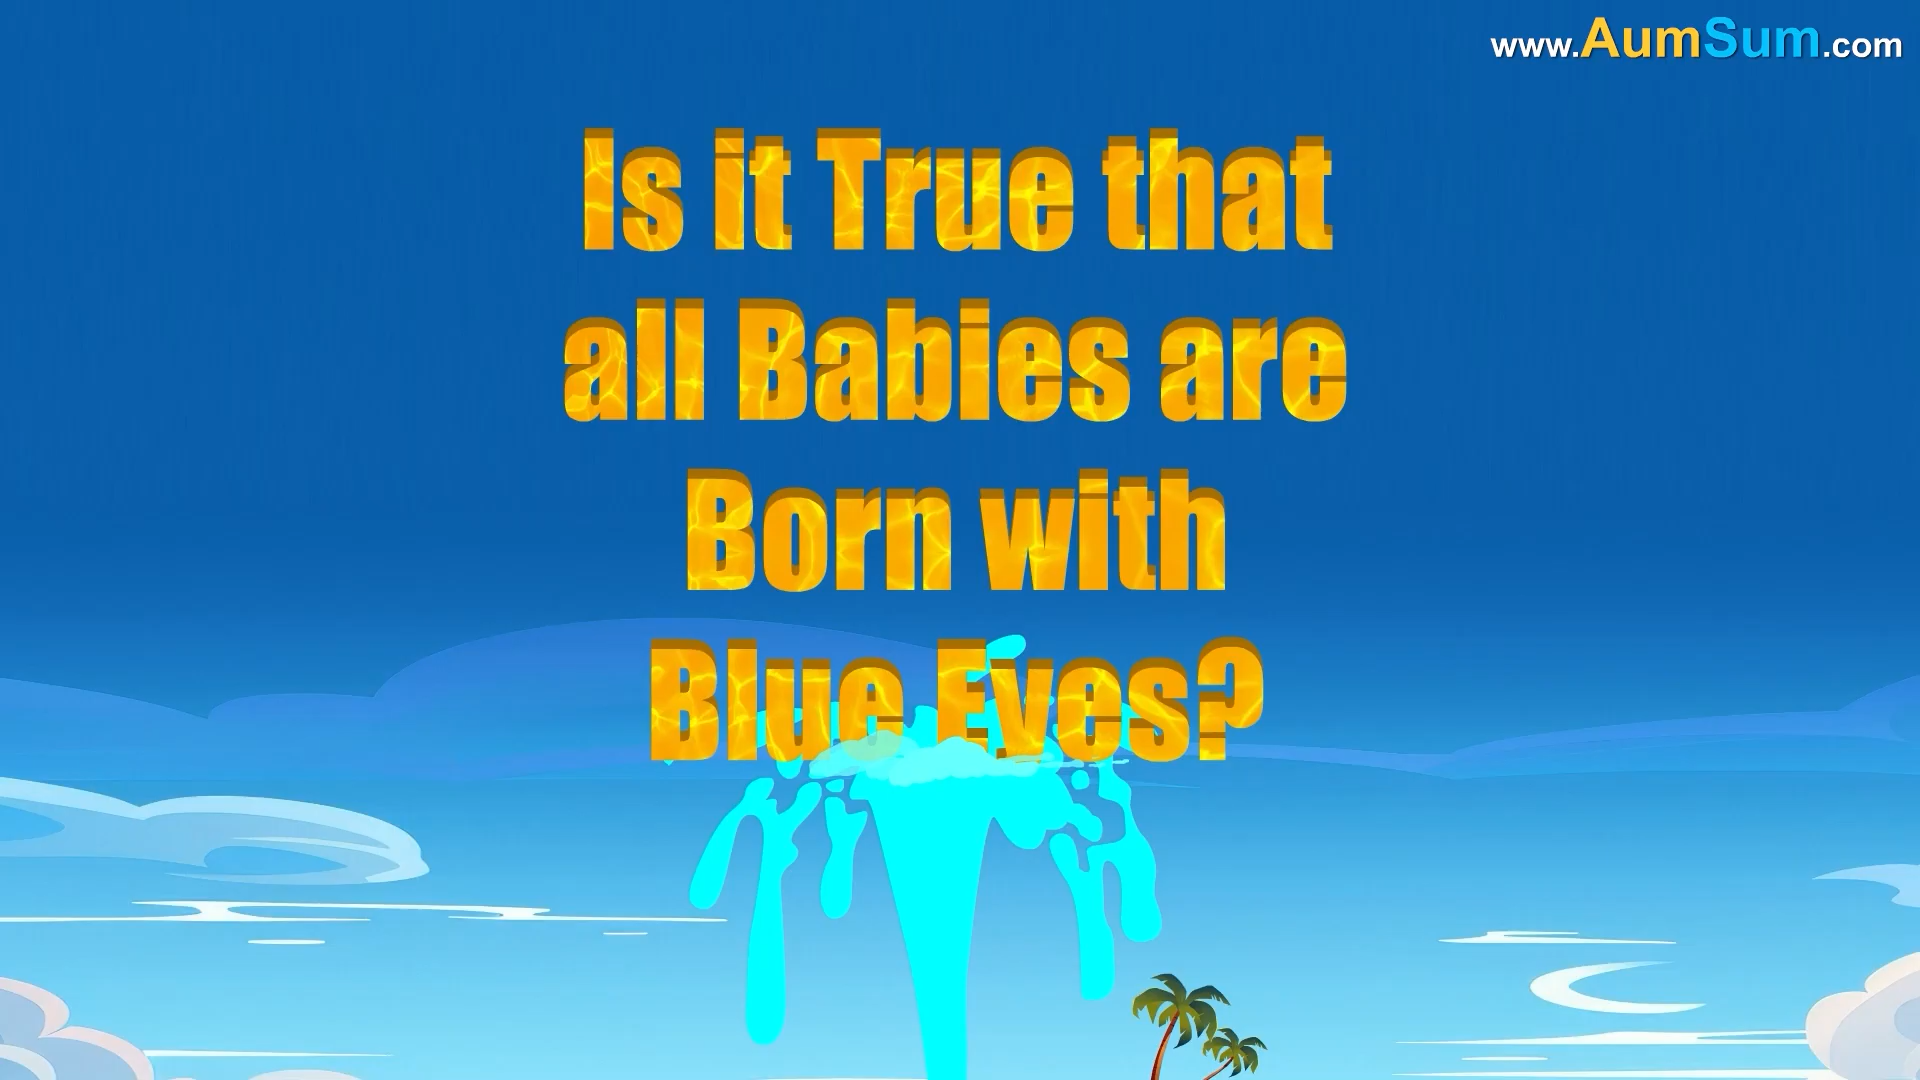 www.AumSum.com
Is it True that
all Babies are
Born with
Blue Eyes?